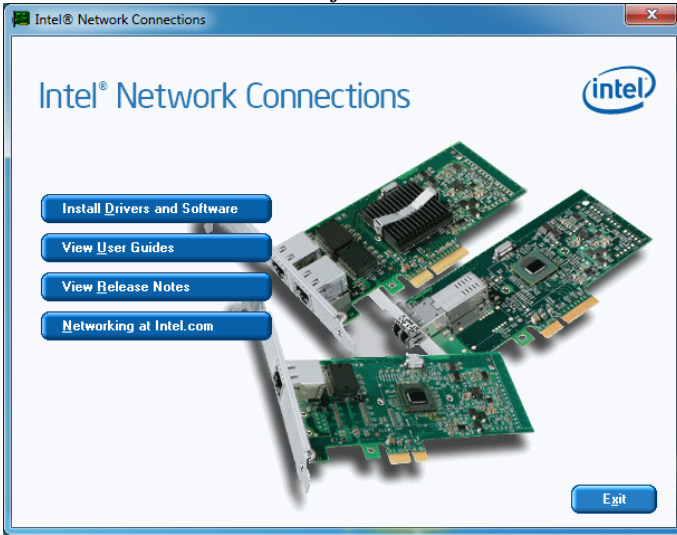 Intel® Network Connections
Intel® Network Connections
intel
Install Drivers and Software
View User Guides
View Release Notes
Networking at Intel.com
Exit